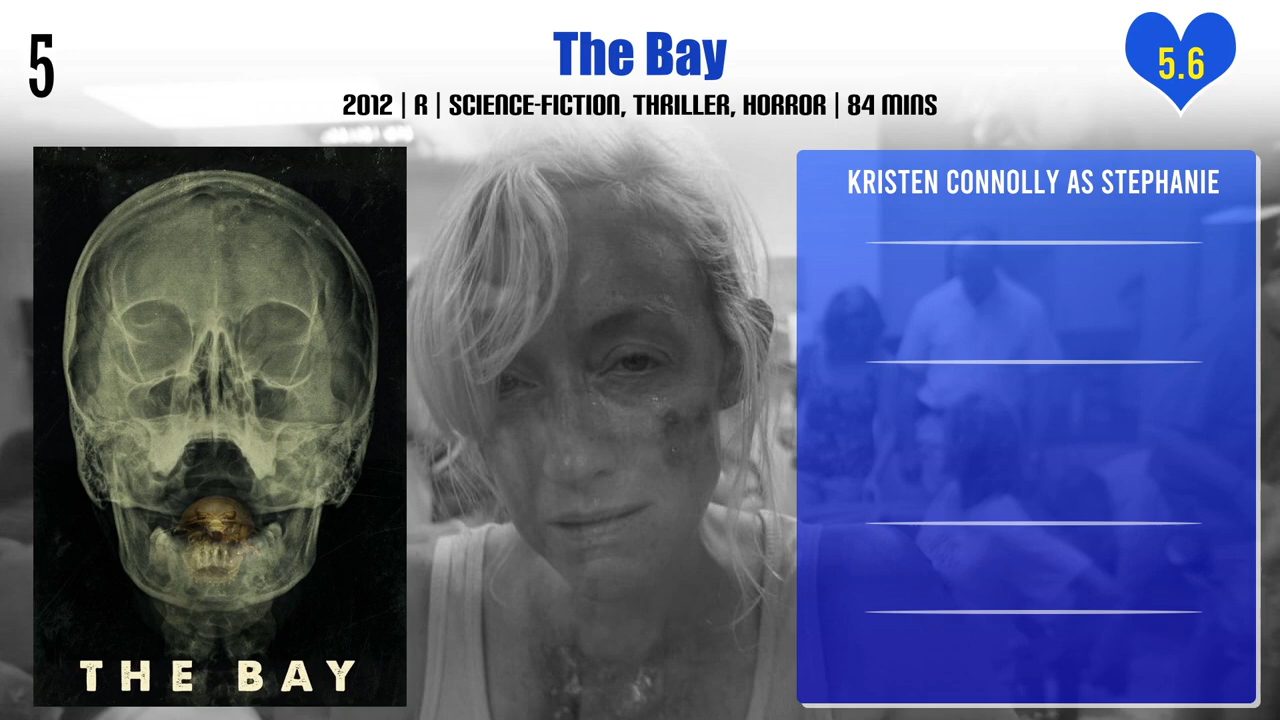 5
The Bay
5.6
2012 | R | SCIENCE-FICTION, THRILLER, HORROR | 84 MINS
KRISTEN CONNOLLY AS STEPHANIE
THE BAY